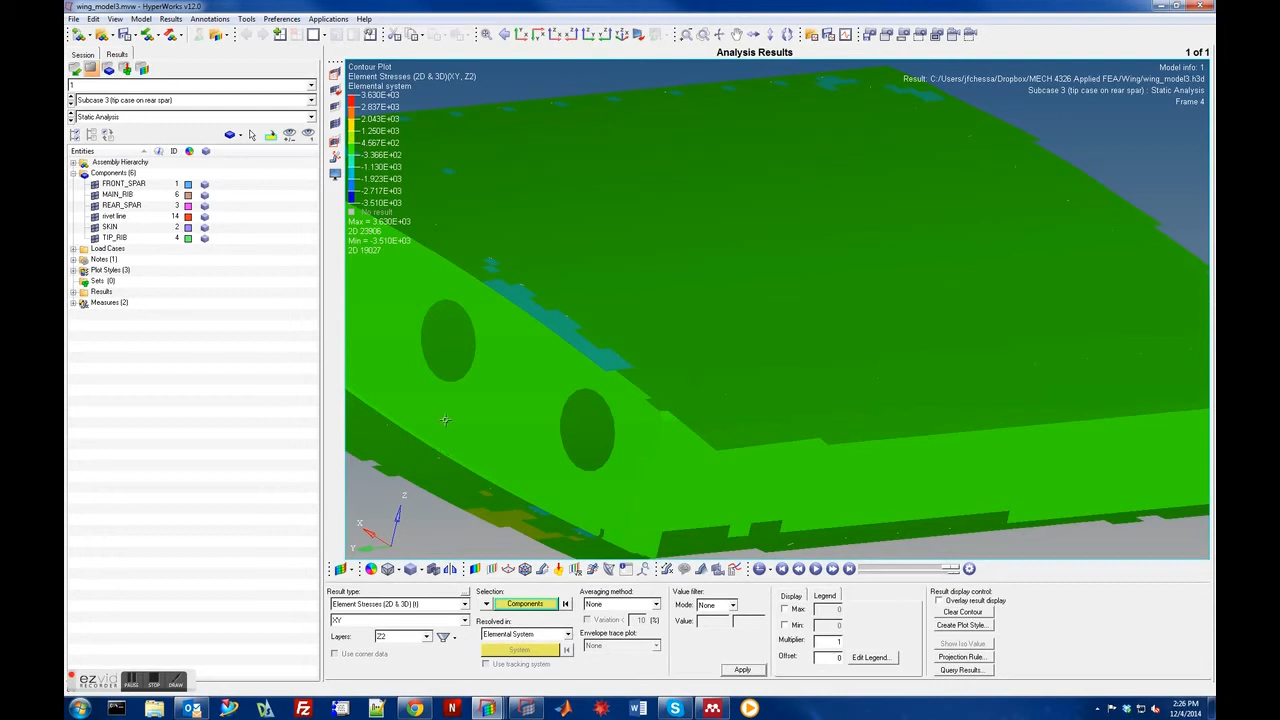 wing_model3.mvw - HyperWorks v12.0
File Edit View Model Results Annotations Tools Preferences Applications Help
Session Results
1
Subcase 3 (tip case on rear spar)
Static Analysis
Entities ID
Assembly Hierarchy
Components (6)
FRONT_SPAR 1
MAIN_RIB 6
REAR_SPAR 3
rivet line 14
SKIN 2
TIP_RIB 4
Load Cases
Notes (1)
Plot Styles (3)
Sets (0)
Results
Measures (2)
Analysis Results
1 of 1
Contour Plot
Element Stresses (2D & 3D)(XY, Z2)
Elemental system
3.630E+03
2.837E+03
2.043E+03
1.250E+03
4.567E+02
-3.366E+02
-1.130E+03
-1.923E+03
-2.717E+03
-3.510E+03
No result
Max = 3.630E+03
2D 23906
Min = -3.510E+03
2D 19027
Model info: 1
Result: C:/Users/jfchessa/Dropbox/MECH 4326 Applied FEA/Wing/wing_model3.h3d
Subcase 3 (tip case on rear spar) : Static Analysis
Frame 4
Z
X
Y
Result type:
Element Stresses (2D & 3D) (t)
XY
Layers: Z2
Use corner data
Selection:
Components
Resolved in:
Elemental System
System
Use tracking system
Averaging method:
None
Variation < 10 (%)
Envelope trace plot:
None
Value filter:
Mode: None
Value:
Apply
Display Legend
Max: 0
Min: 0
Multiplier: 1
Offset: 0
Edit Legend...
Result display control:
Overlay result display
Clear Contour
Create Plot Style...
Show Iso Value
Projection Rule...
Query Results...
ezvid
RECORDER
PAUSE STOP DRAW
2:26 PM
12/4/2014